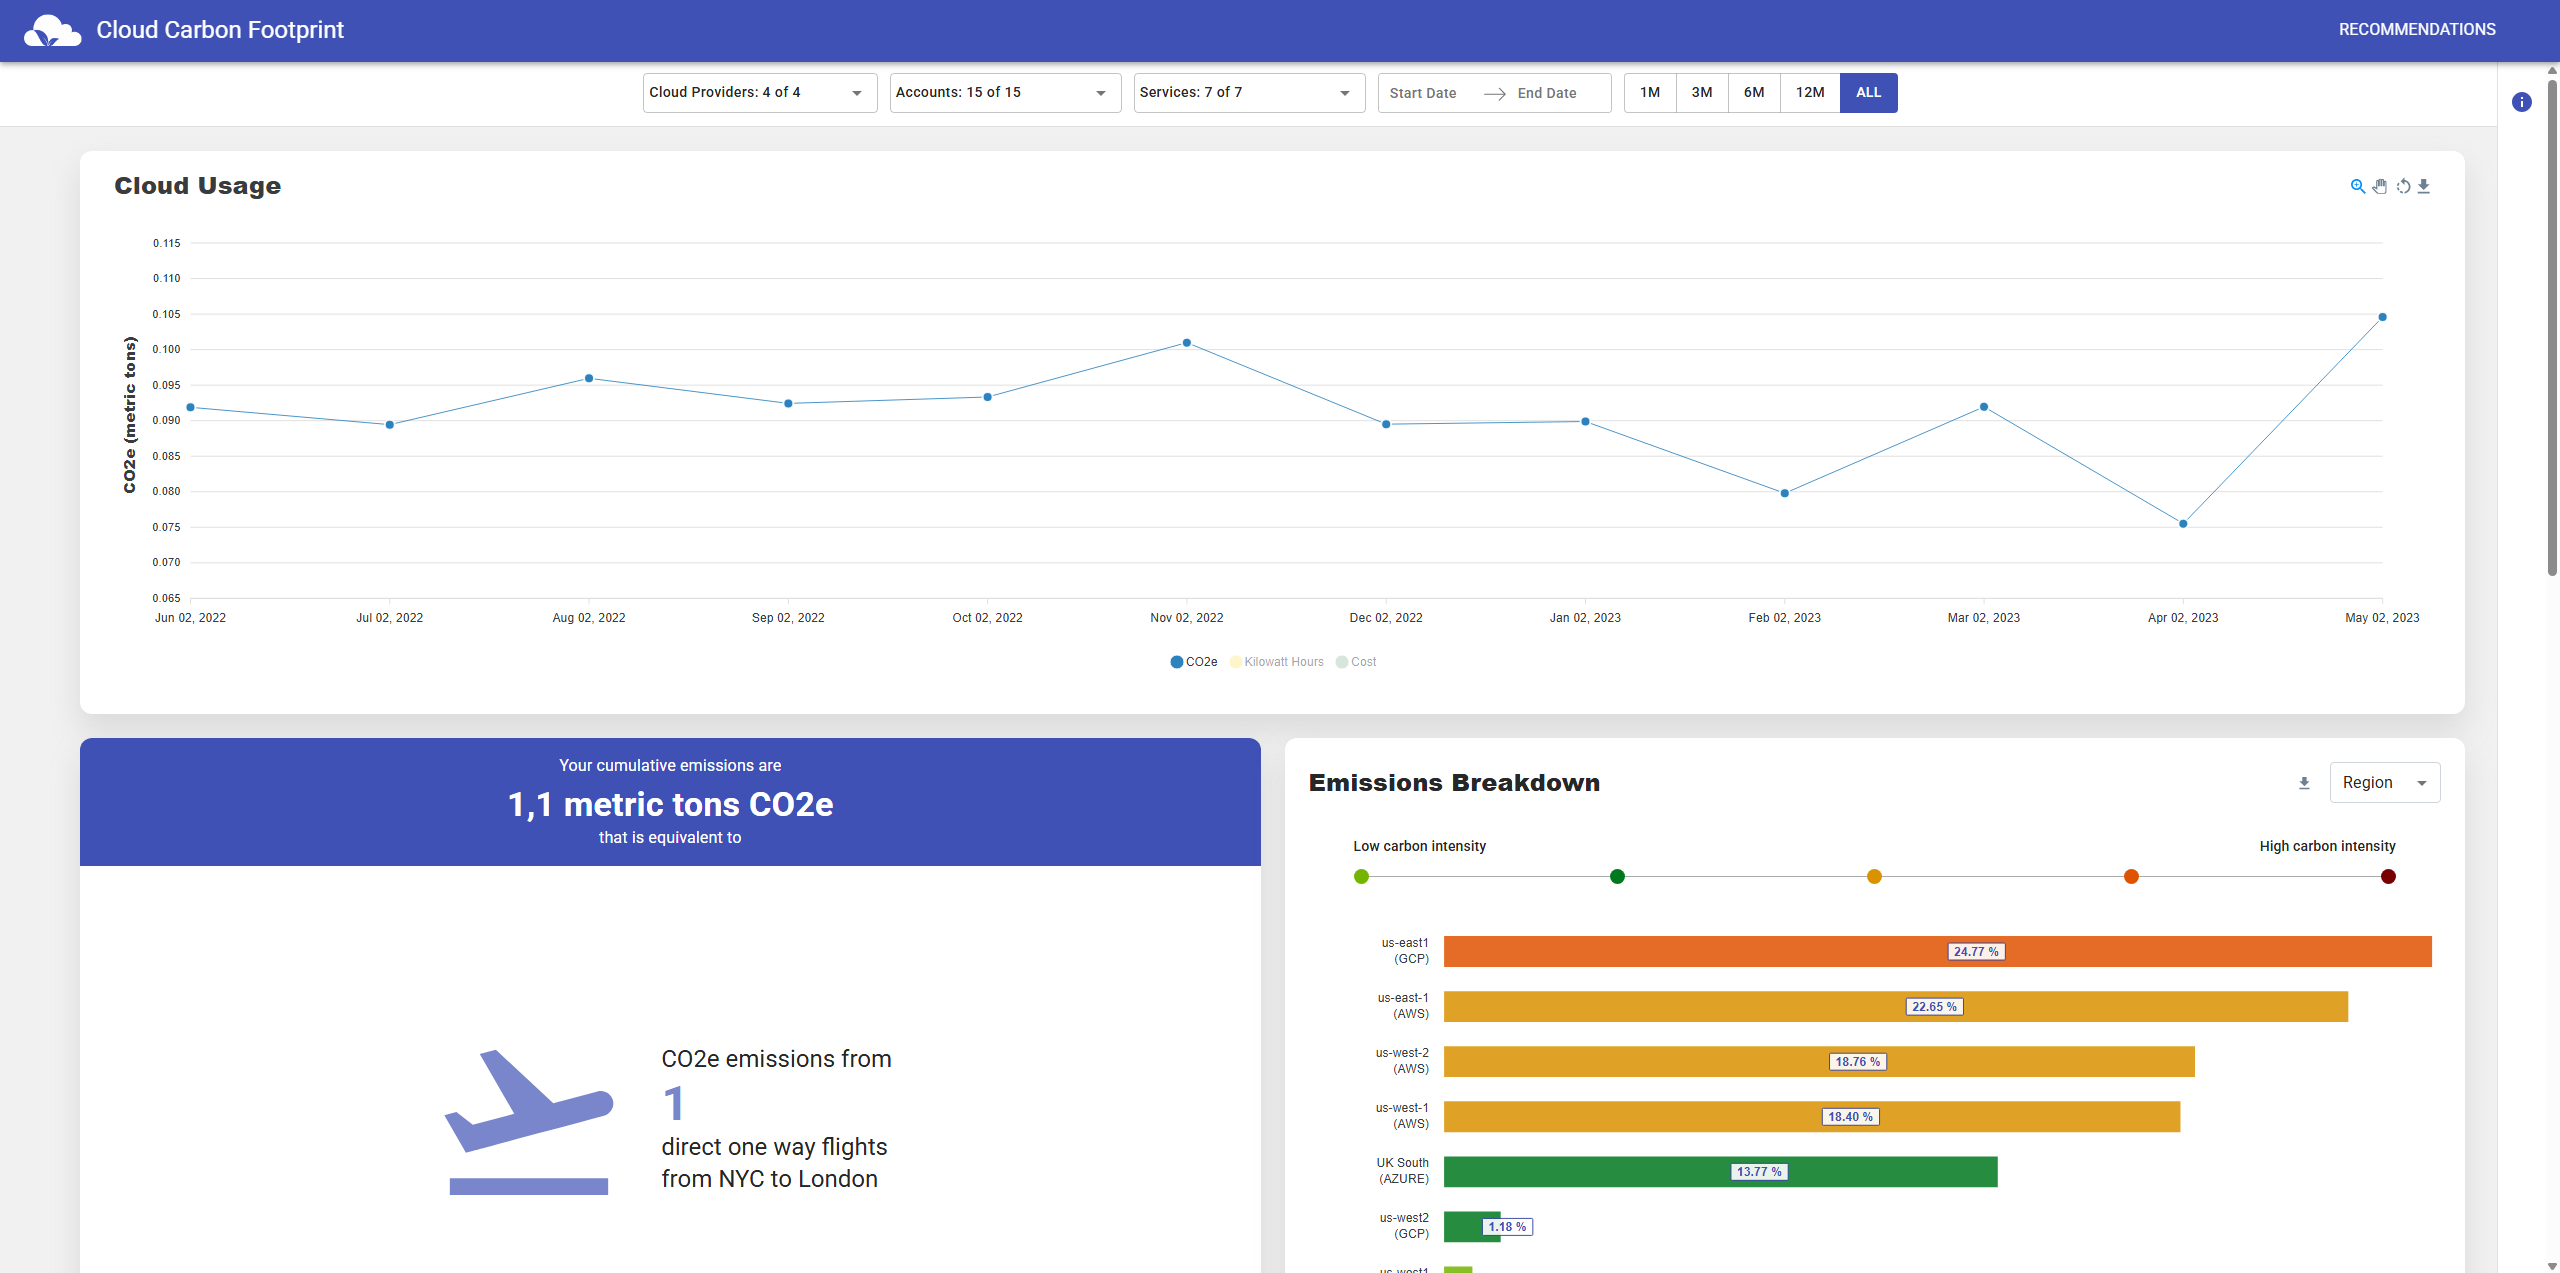 Cloud Carbon Footprint
RECOMMENDATIONS
Cloud Providers: 4 of 4
Accounts: 15 of 15
Services: 7 of 7
Start Date
End Date
1M
3M
6M
12M
ALL
Cloud Usage
CO2e (metric tons)
0.115
0.110
0.105
0.100
0.095
0.090
0.085
0.080
0.075
0.070
0.065
Jun 02, 2022
Jul 02, 2022
Aug 02, 2022
Sep 02, 2022
Oct 02, 2022
Nov 02, 2022
Dec 02, 2022
Jan 02, 2023
Feb 02, 2023
Mar 02, 2023
Apr 02, 2023
May 02, 2023
CO2e
Kilowatt Hours
Cost
Your cumulative emissions are
1,1 metric tons CO2e
that is equivalent to
CO2e emissions from
1
direct one way flights
from NYC to London
Emissions Breakdown
Region
Low carbon intensity
High carbon intensity
us-east1
(GCP)
24.77 %
us-east-1
(AWS)
22.65 %
us-west-2
(AWS)
18.76 %
us-west-1
(AWS)
18.40 %
UK South
(AZURE)
13.77 %
us-west2
(GCP)
1.18 %
us-west1